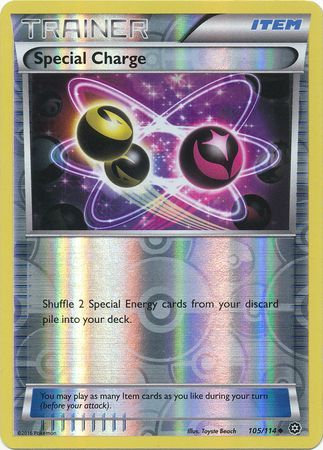 TRAINER
ITEM
Special Charge
Shuffle 2 Special Energy cards from your discard
pile into your deck.
You may play as many Item cards as you like during your turn
(before your attack).
©2016 Pokémon
Illus. Toyste Beach
105/114